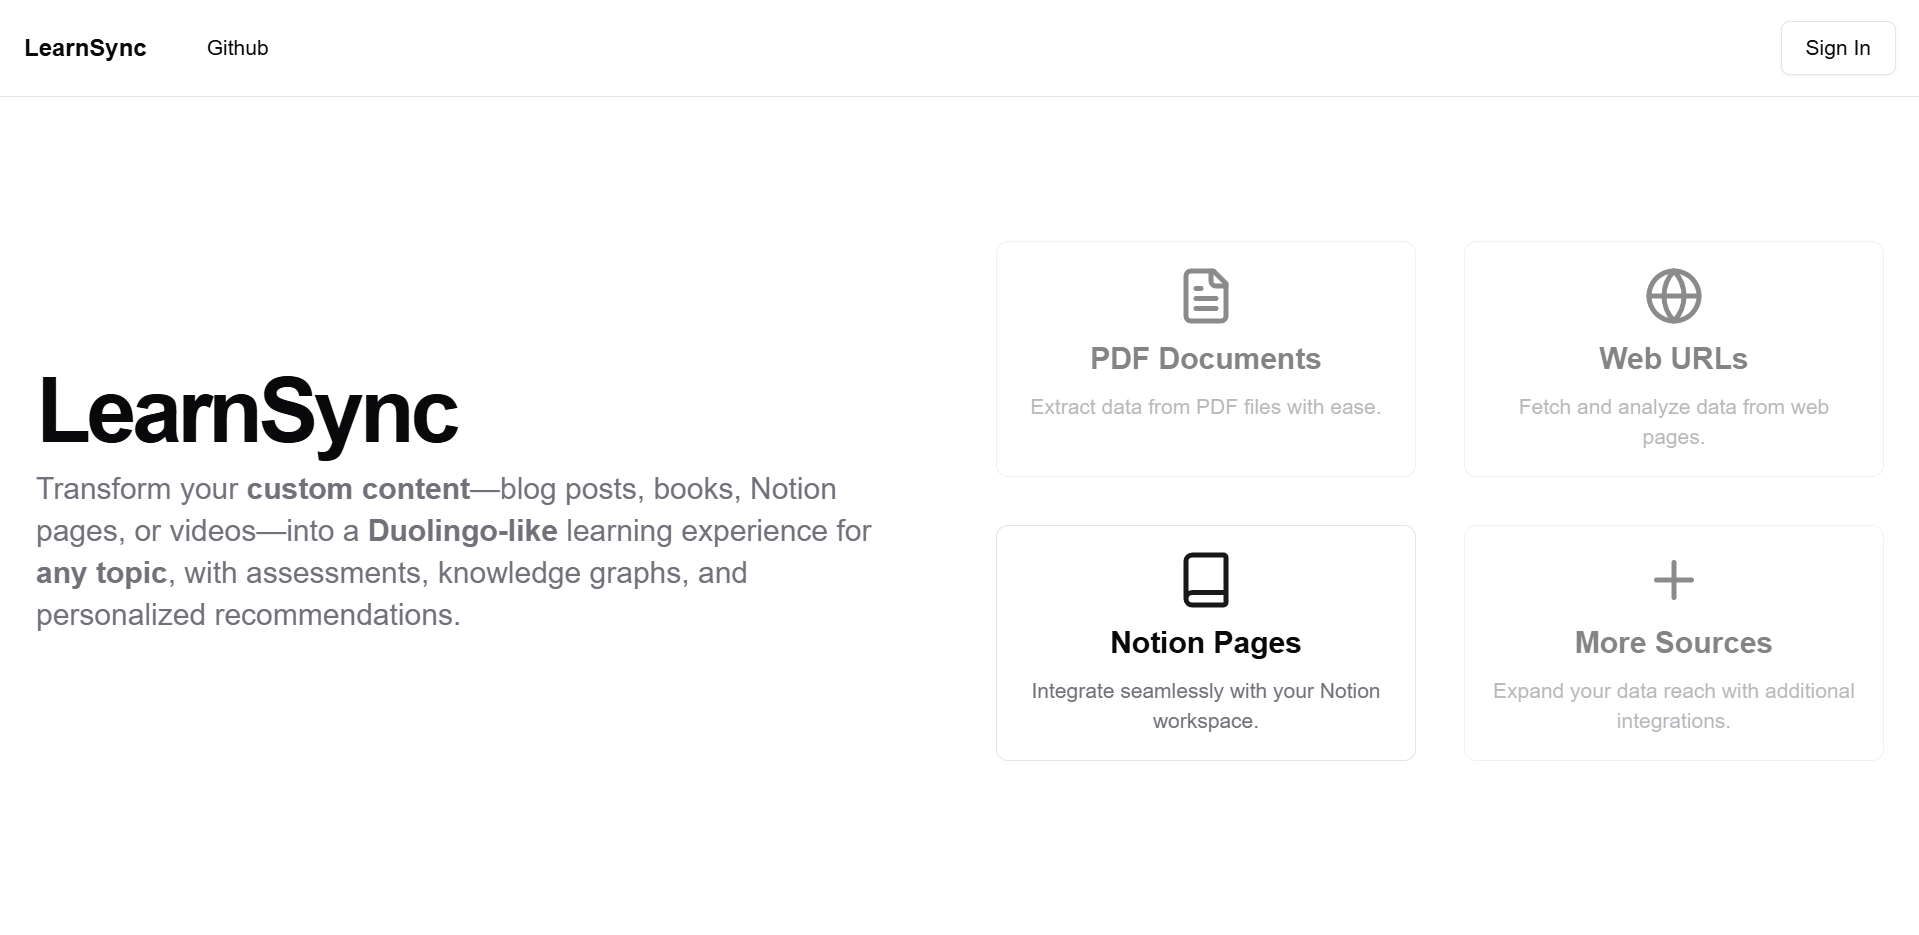 LearnSync
Github
Sign In
LearnSync
Transform your custom content—blog posts, books, Notion
pages, or videos—into a Duolingo-like learning experience for
any topic, with assessments, knowledge graphs, and
personalized recommendations.
PDF Documents
Extract data from PDF files with ease.
Web URLs
Fetch and analyze data from web
pages.
Notion Pages
Integrate seamlessly with your Notion
workspace.
More Sources
Expand your data reach with additional
integrations.